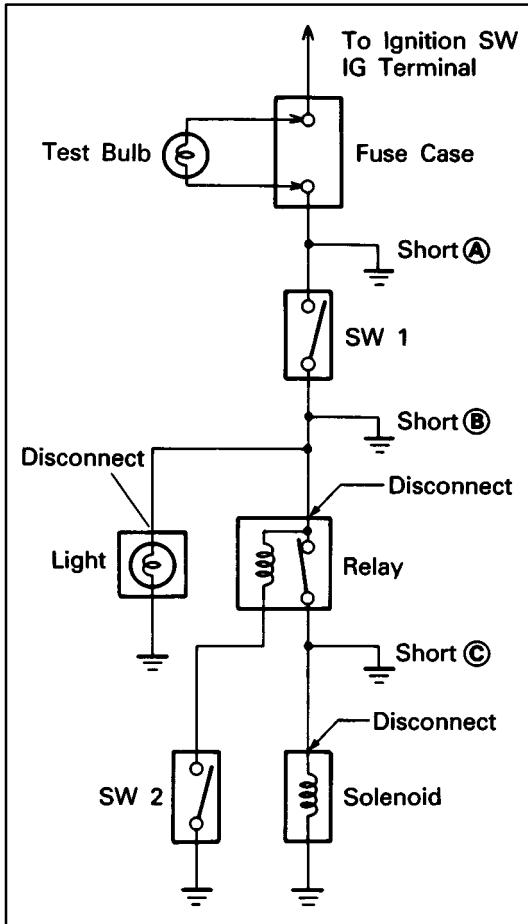 To Ignition SW
IG Terminal
Test Bulb
Fuse Case
Short Ⓐ
SW 1
Short Ⓑ
Disconnect
Disconnect
Light
Relay
Short Ⓒ
Disconnect
SW 2
Solenoid